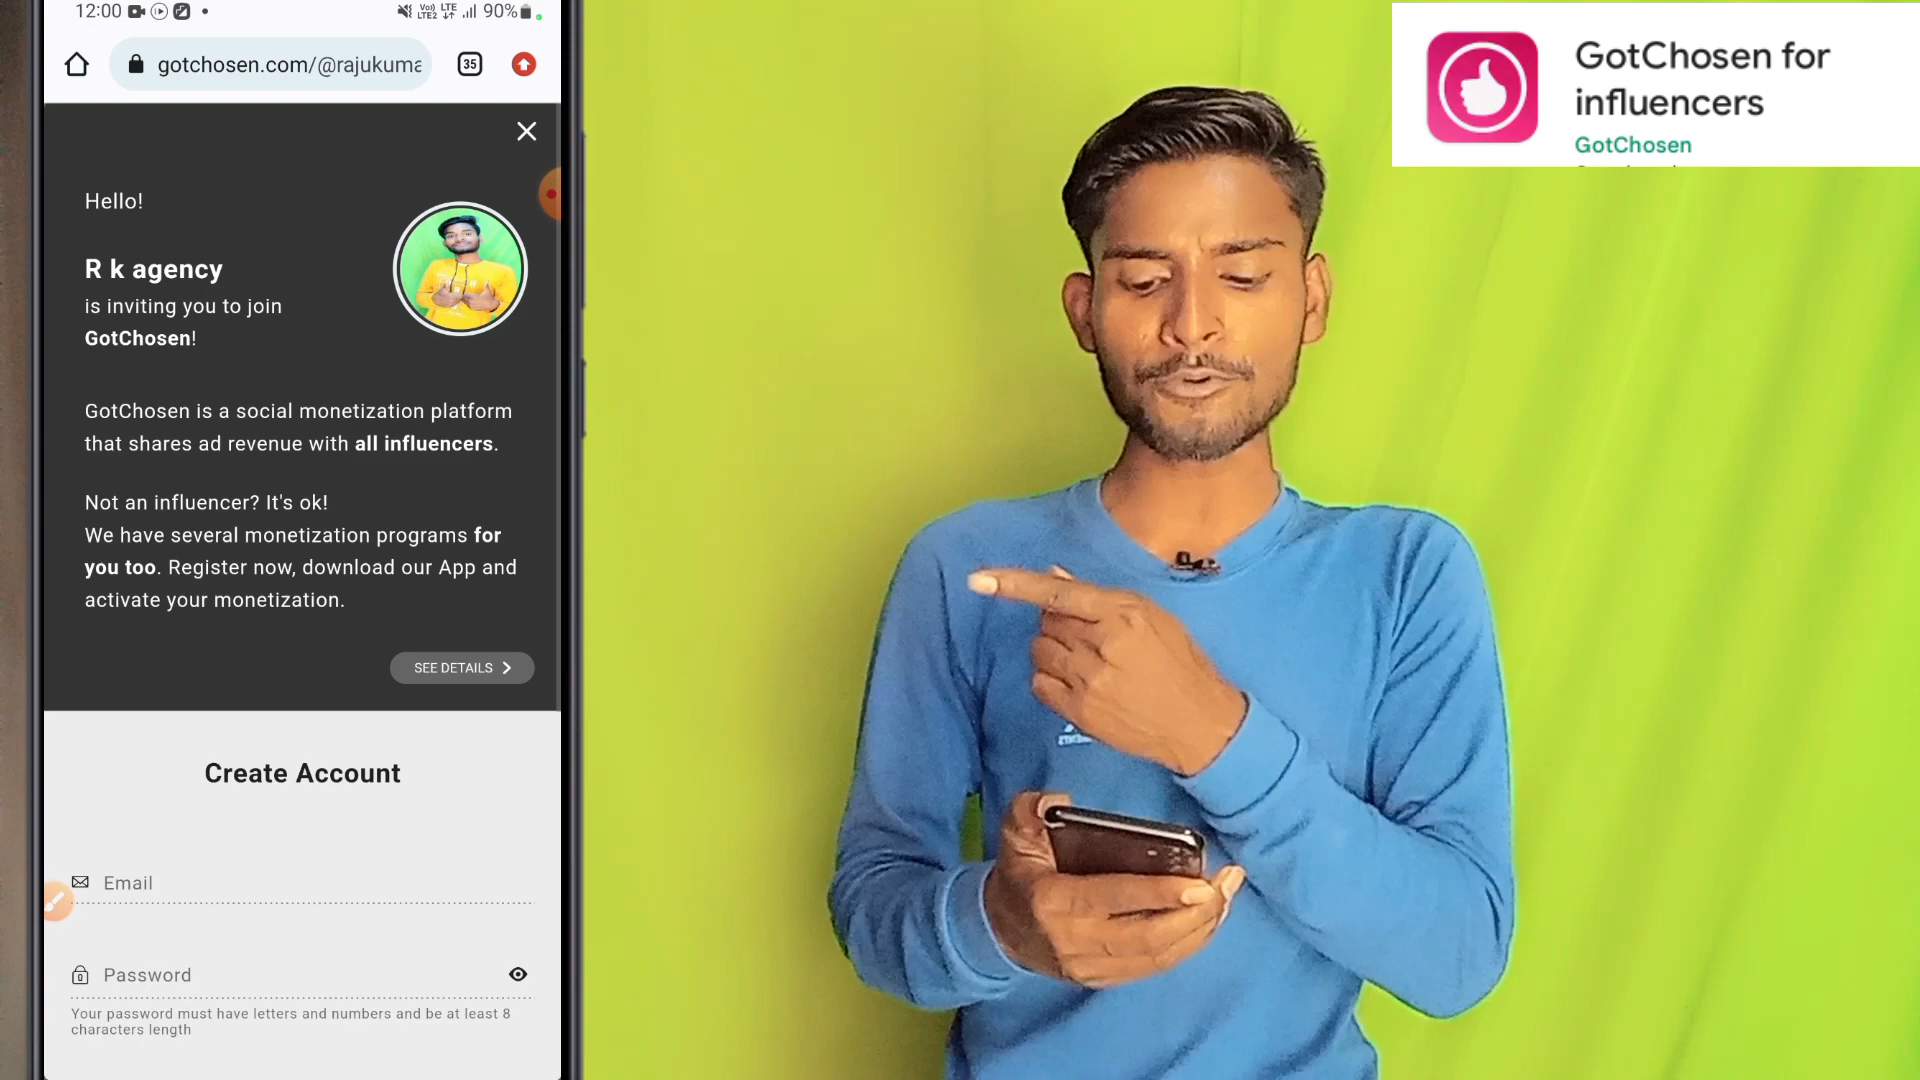 12:00
Vo)) LTE
LTE2
90%
gotchosen.com/@rajukuma
35
Hello!
R k agency
is inviting you to join
GotChosen!
GotChosen is a social monetization platform
that shares ad revenue with all influencers.
Not an influencer? It's ok!
We have several monetization programs for
you too. Register now, download our App and
activate your monetization.
SEE DETAILS
Create Account
Email
Password
Your password must have letters and numbers and be at least 8
characters length
GotChosen for
influencers
GotChosen